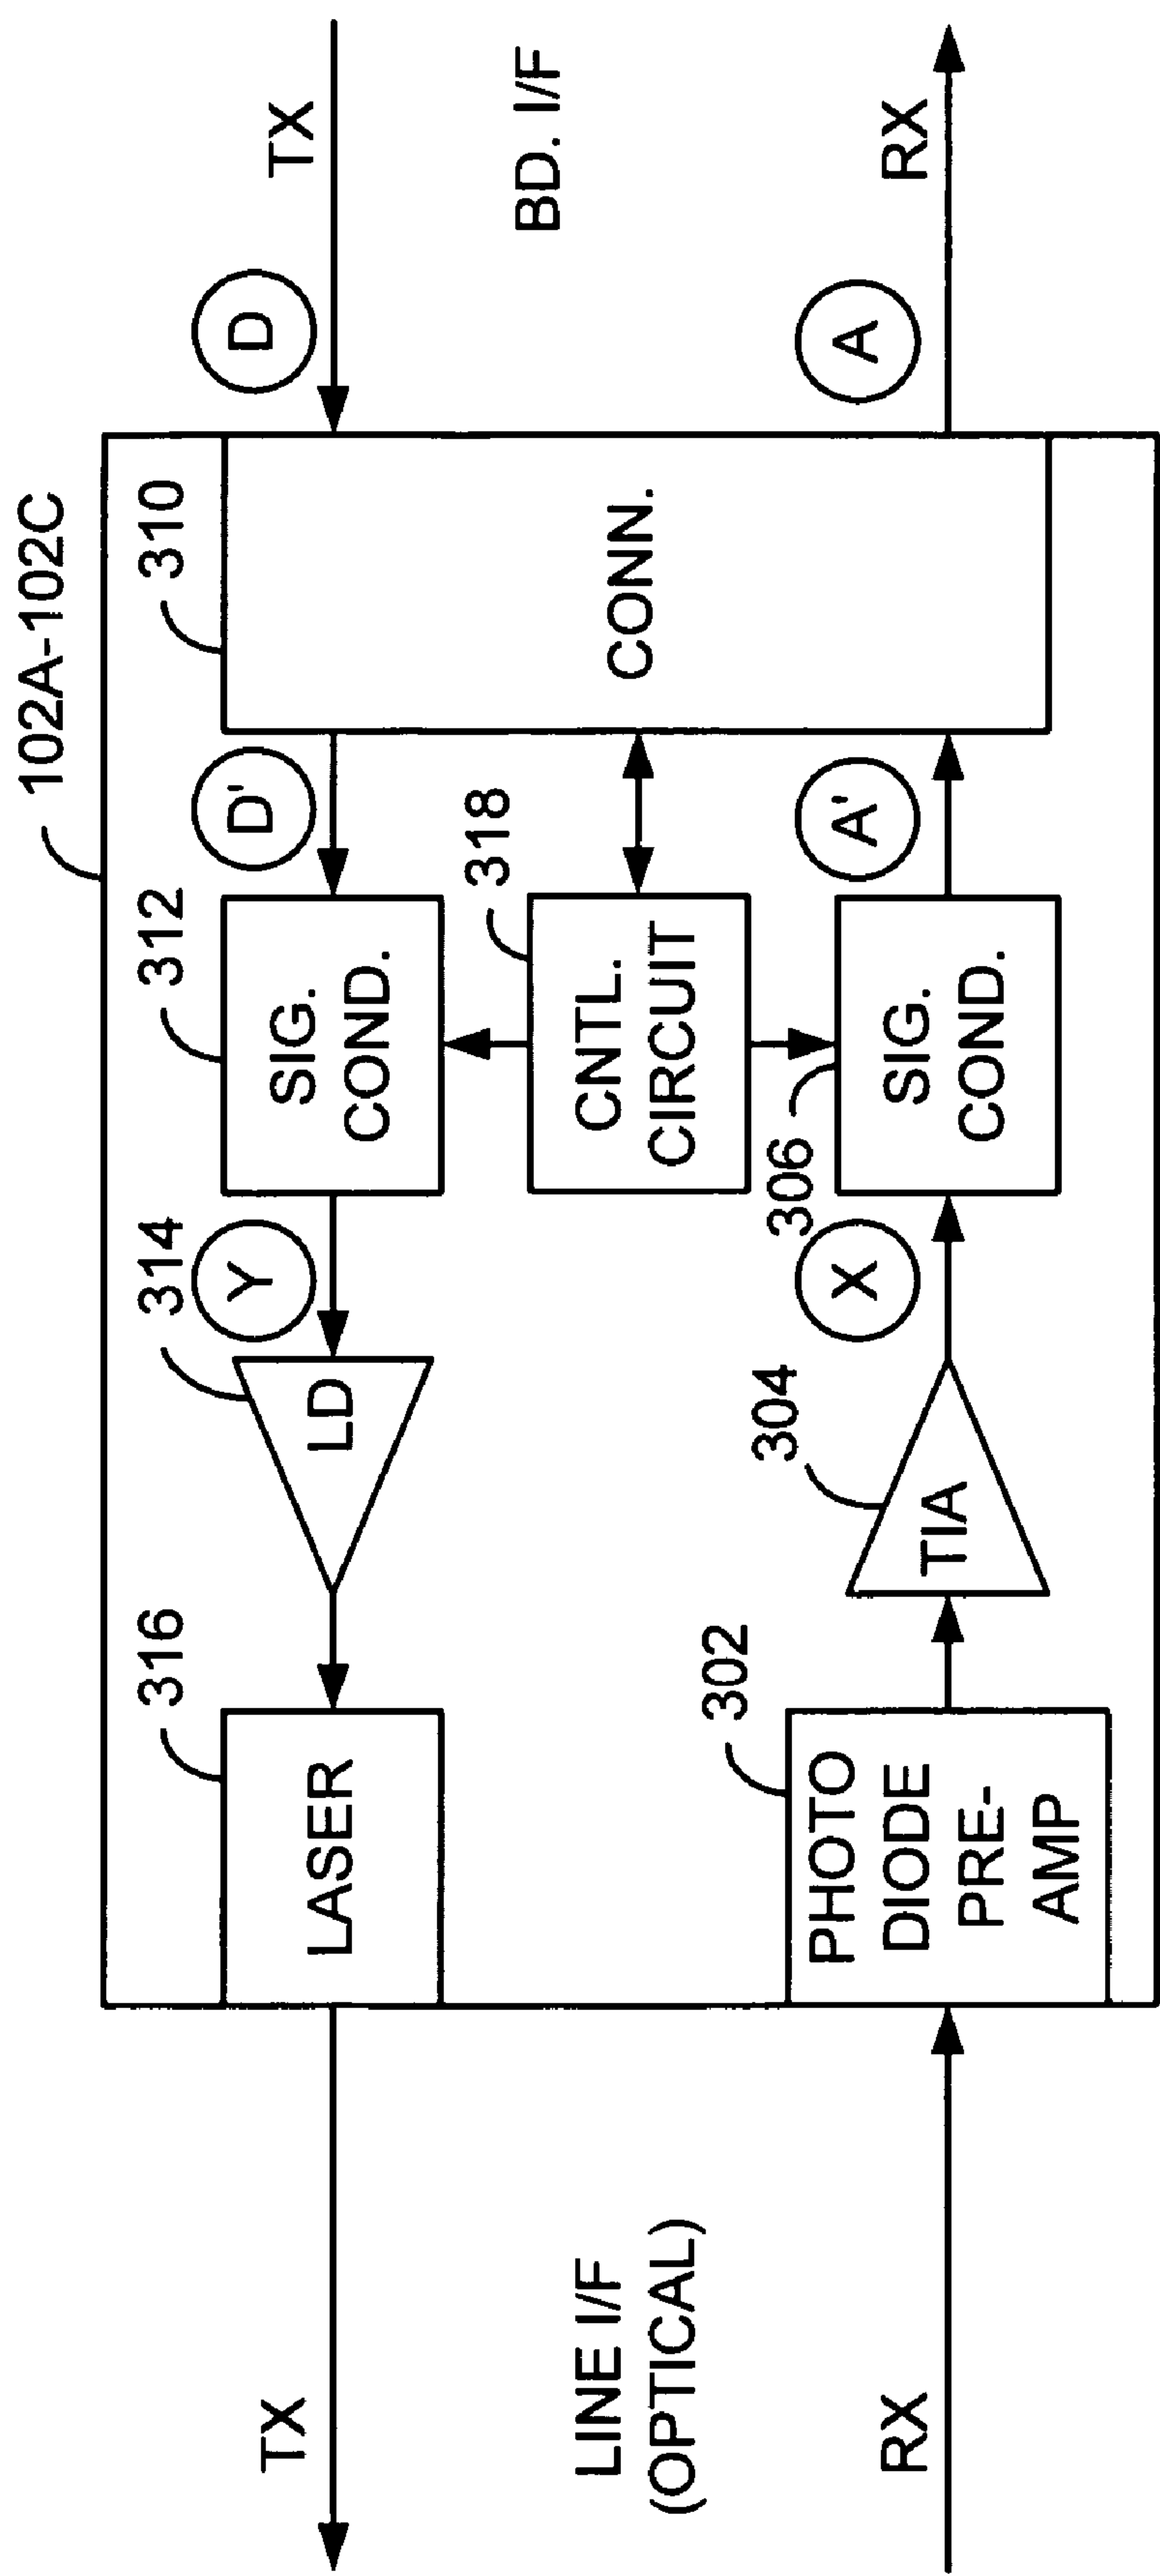 102A-102C
TX
316
LASER
314
LD
Y
312
SIG.
COND.
D'
310
CONN.
D
TX
LINE I/F
(OPTICAL)
318
CNTL.
CIRCUIT
BD. I/F
RX
302
PHOTO
DIODE
PRE-
AMP
304
TIA
X
306
SIG.
COND.
A'
A
RX